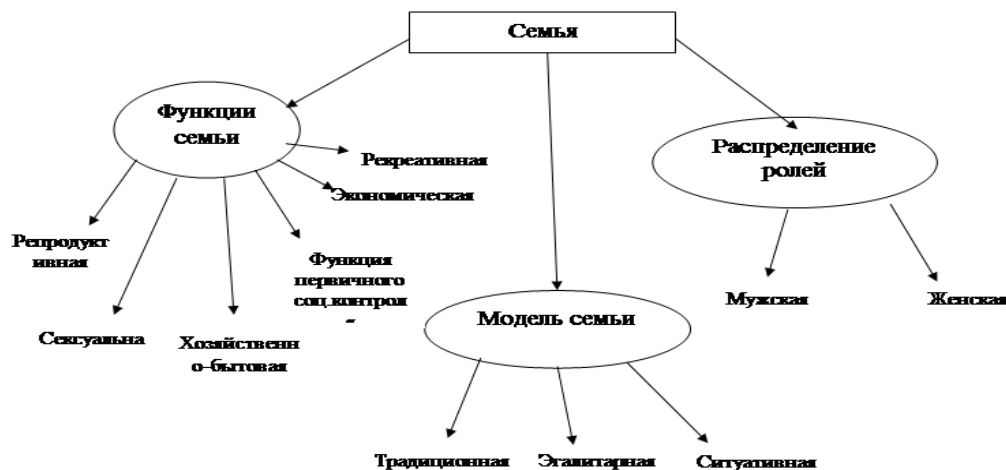 Семья
Функции
семьи
Рекреативная
Экономическая
Репродукт
ивная
Функция
первичного
соц.контрол
Сексуальна
Хозяйственн
о-бытовая
Модель семьи
Традиционная
Эгалитарная
Ситуативная
Распределение
ролей
Мужская
Женская